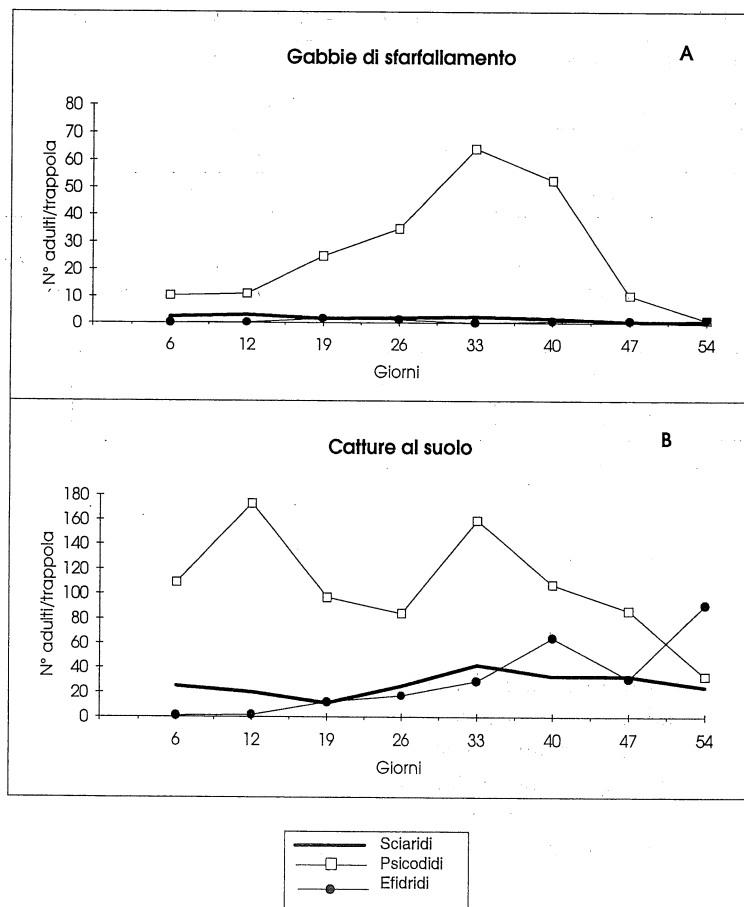 Gabbie di sfarfallamento
A
N° adulti/trappola
80
70
60
50
40
30
20
10
0
6 12 19 26 33 40 47 54
Giorni
Catture al suolo
B
N° adulti/trappola
180
160
140
120
100
80
60
40
20
0
6 12 19 26 33 40 47 54
Giorni
Sciaridi
Psicodidi
Efidridi